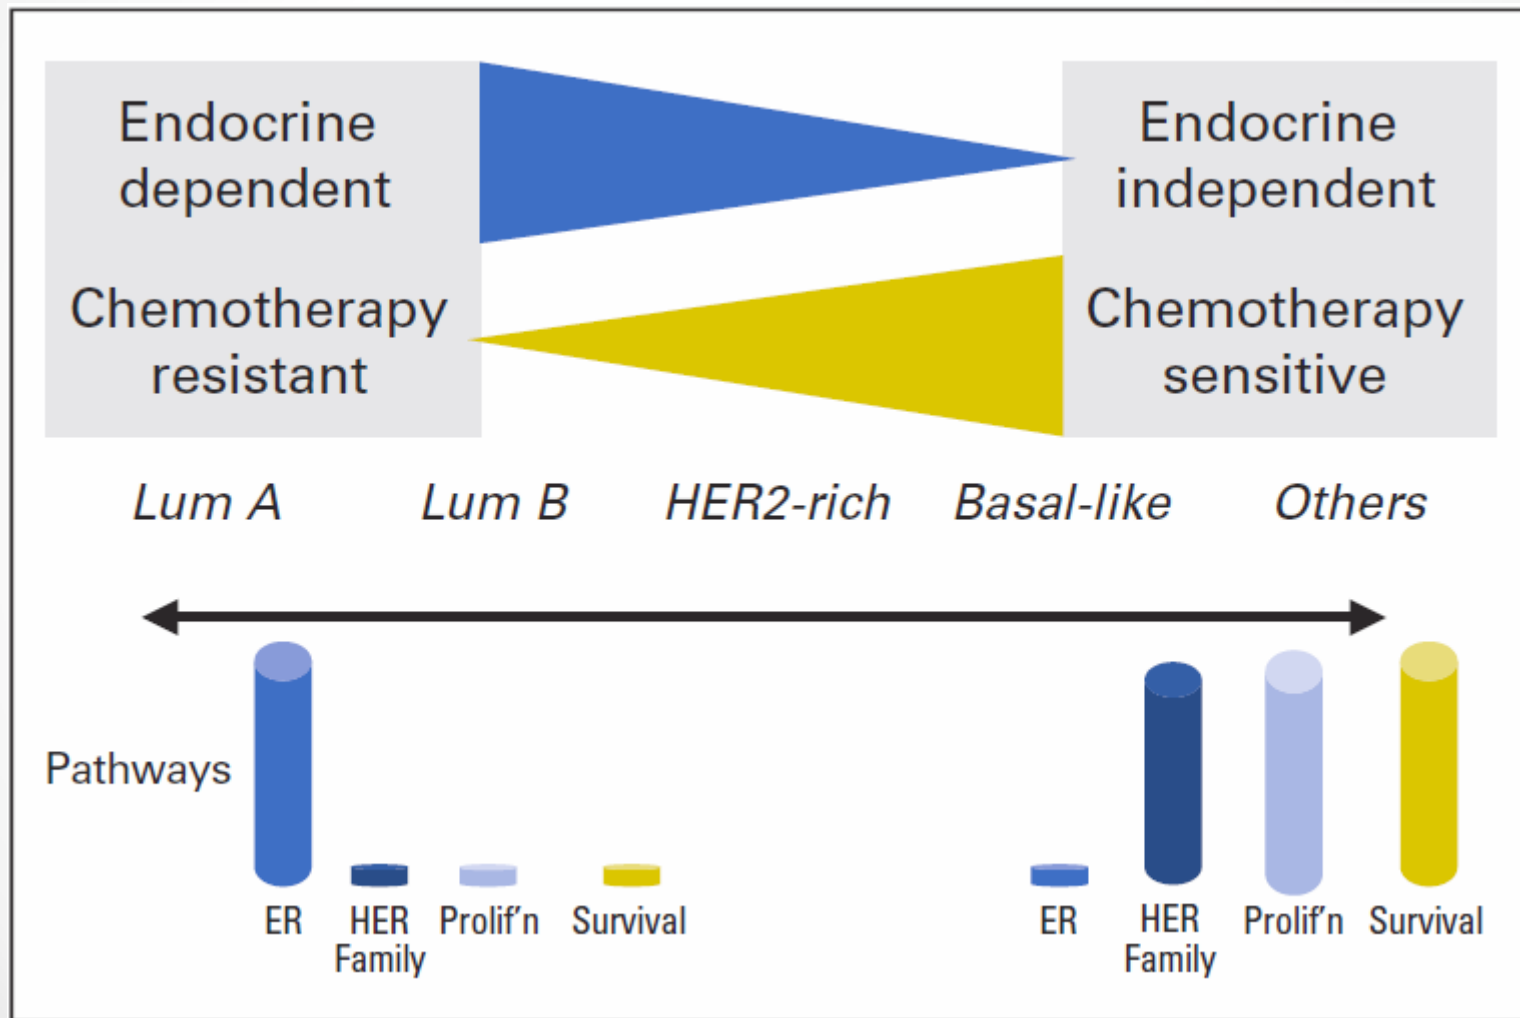 Endocrine
dependent
Endocrine
independent
Chemotherapy
resistant
Chemotherapy
sensitive
Lum A Lum B HER2-rich Basal-like Others
Pathways
ER HER Prolif'n Survival ER HER Prolif'n Survival
Family Family